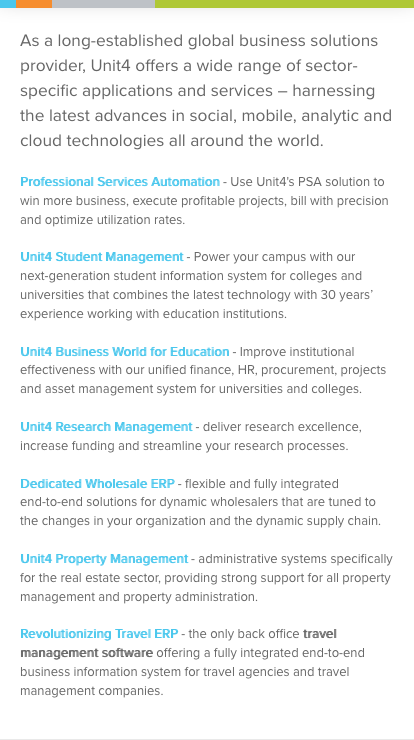 As a long-established global business solutions
provider, Unit4 offers a wide range of sector-
specific applications and services – harnessing
the latest advances in social, mobile, analytic and
cloud technologies all around the world.
Professional Services Automation - Use Unit4's PSA solution to
win more business, execute profitable projects, bill with precision
and optimize utilization rates.
Unit4 Student Management - Power your campus with our
next-generation student information system for colleges and
universities that combines the latest technology with 30 years'
experience working with education institutions.
Unit4 Business World for Education - Improve institutional
effectiveness with our unified finance, HR, procurement, projects
and asset management system for universities and colleges.
Unit4 Research Management - deliver research excellence,
increase funding and streamline your research processes.
Dedicated Wholesale ERP - flexible and fully integrated
end-to-end solutions for dynamic wholesalers that are tuned to
the changes in your organization and the dynamic supply chain.
Unit4 Property Management - administrative systems specifically
for the real estate sector, providing strong support for all property
management and property administration.
Revolutionizing Travel ERP - the only back office travel
management software offering a fully integrated end-to-end
business information system for travel agencies and travel
management companies.